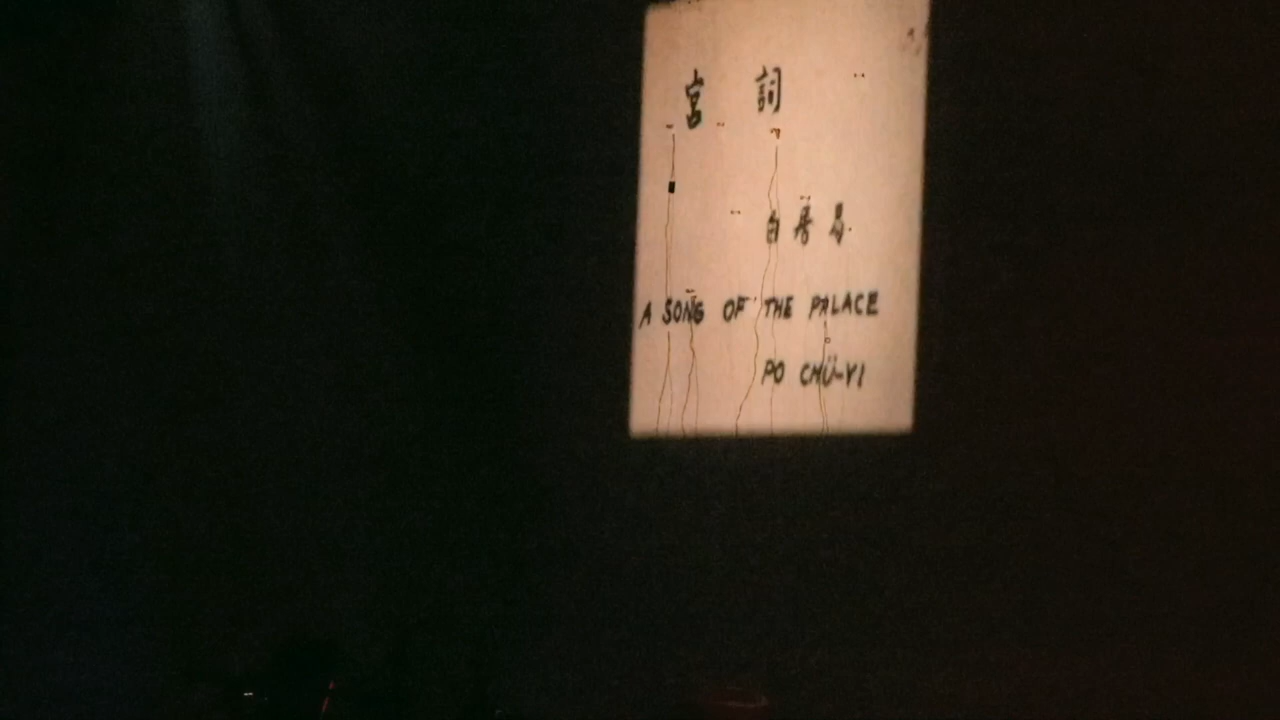 宮詞
白居易
A SONG OF THE PALACE
PO CHÜ-YI